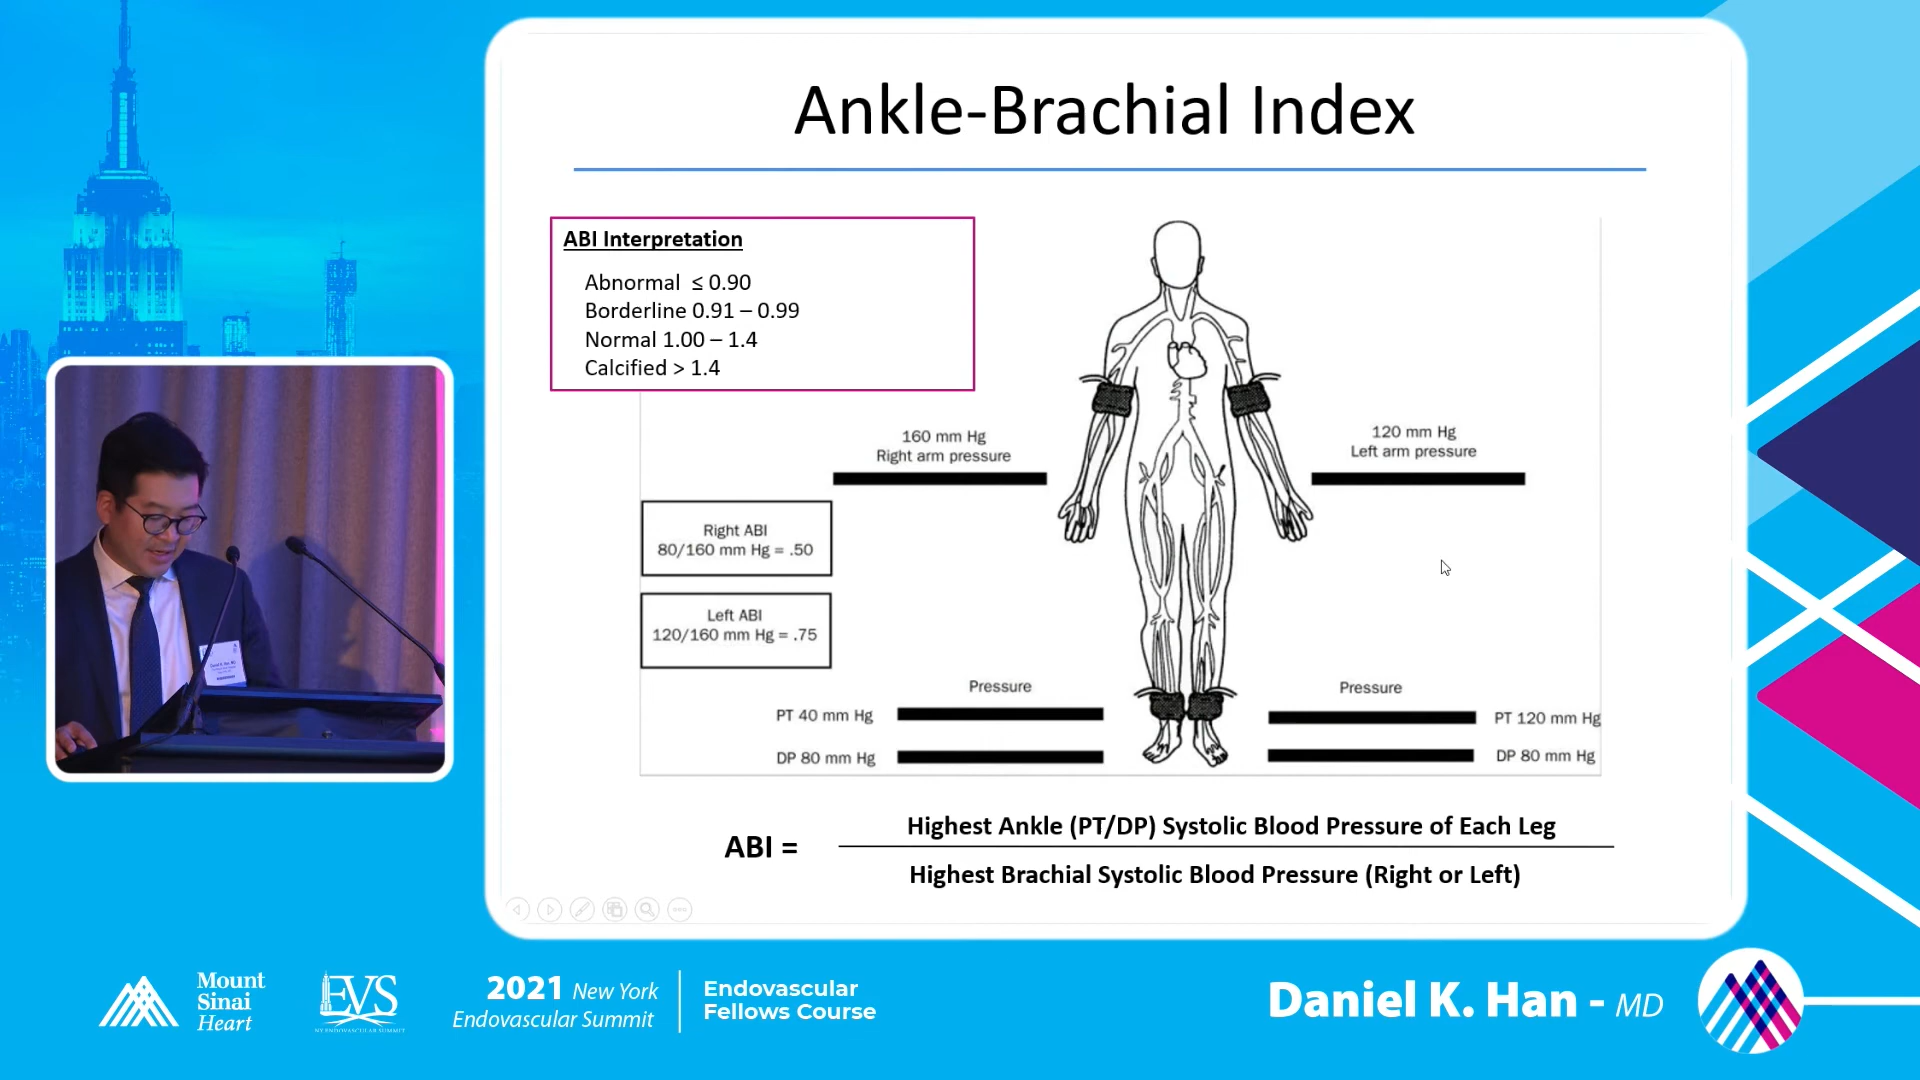 Ankle-Brachial Index
ABI Interpretation
Abnormal ≤ 0.90
Borderline 0.91 – 0.99
Normal 1.00 – 1.4
Calcified > 1.4
160 mm Hg
Right arm pressure
120 mm Hg
Left arm pressure
Right ABI
80/160 mm Hg = .50
Left ABI
120/160 mm Hg = .75
Pressure
PT 40 mm Hg
DP 80 mm Hg
Pressure
PT 120 mm Hg
DP 80 mm Hg
ABI =
Highest Ankle (PT/DP) Systolic Blood Pressure of Each Leg
Highest Brachial Systolic Blood Pressure (Right or Left)
Mount
Sinai
Heart
EVS
NY ENDOVASCULAR SUMMIT
2021 New York
Endovascular Summit
Endovascular
Fellows Course
Daniel K. Han - MD